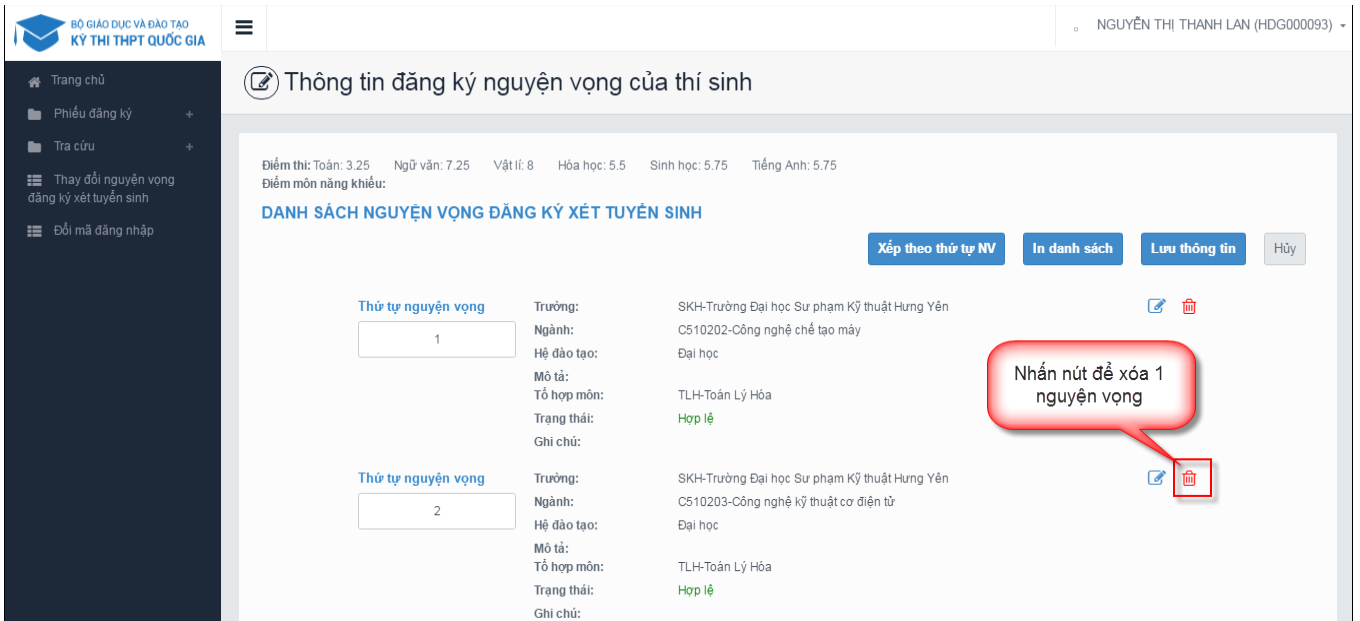 BỘ GIÁO DỤC VÀ ĐÀO TẠO
KỲ THI THPT QUỐC GIA
NGUYỄN THỊ THANH LAN (HDG000093)
Trang chủ
Phiếu đăng ký +
Tra cứu +
Thay đổi nguyện vọng
đăng ký xét tuyển sinh
Đổi mã đăng nhập
Thông tin đăng ký nguyện vọng của thí sinh
Điểm thi: Toán: 3.25 Ngữ văn: 7.25 Vật lí: 8 Hóa học: 5.5 Sinh học: 5.75 Tiếng Anh: 5.75
Điểm môn năng khiếu:
DANH SÁCH NGUYỆN VỌNG ĐĂNG KÝ XÉT TUYỂN SINH
Xếp theo thứ tự NV In danh sách Lưu thông tin Hủy
Thứ tự nguyện vọng
1
Trường: SKH-Trường Đại học Sư phạm Kỹ thuật Hưng Yên
Ngành: C510202-Công nghệ chế tạo máy
Hệ đào tạo: Đại học
Mô tả:
Tổ hợp môn: TLH-Toán Lý Hóa
Trạng thái: Hợp lệ
Ghi chú:
Nhấn nút để xóa 1
nguyện vọng
Thứ tự nguyện vọng
2
Trường: SKH-Trường Đại học Sư phạm Kỹ thuật Hưng Yên
Ngành: C510203-Công nghệ kỹ thuật cơ điện tử
Hệ đào tạo: Đại học
Mô tả:
Tổ hợp môn: TLH-Toán Lý Hóa
Trạng thái: Hợp lệ
Ghi chú: